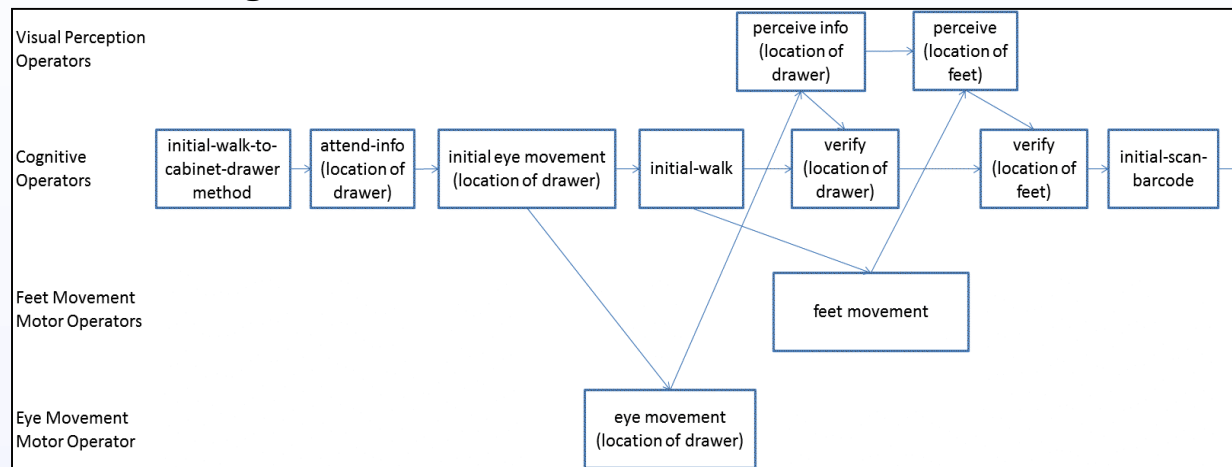 Visual Perception
Operators
perceive info
(location of
drawer)
perceive
(location of
feet)
Cognitive
Operators
initial-walk-to-
cabinet-drawer
method
attend-info
(location of
drawer)
initial eye movement
(location of drawer)
initial-walk
verify
(location of
drawer)
verify
(location of
feet)
initial-scan-
barcode
Feet Movement
Motor Operators
feet movement
Eye Movement
Motor Operator
eye movement
(location of drawer)